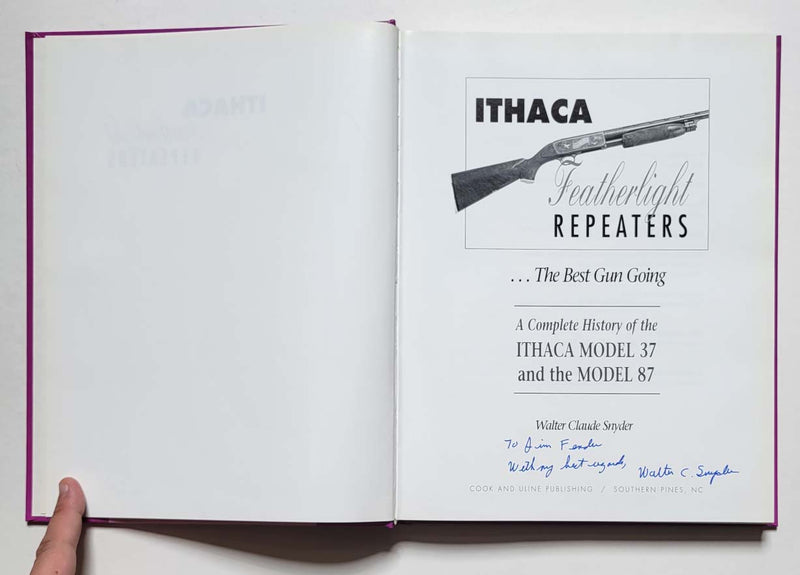 ITHACA
Featherlight
REPEATERS
. . . The Best Gun Going
A Complete History of the
ITHACA MODEL 37
and the MODEL 87
Walter Claude Snyder
To Jim Fender
With my best regards,
Walter C. Snyder
COOK AND ULINE PUBLISHING / SOUTHERN PINES, NC